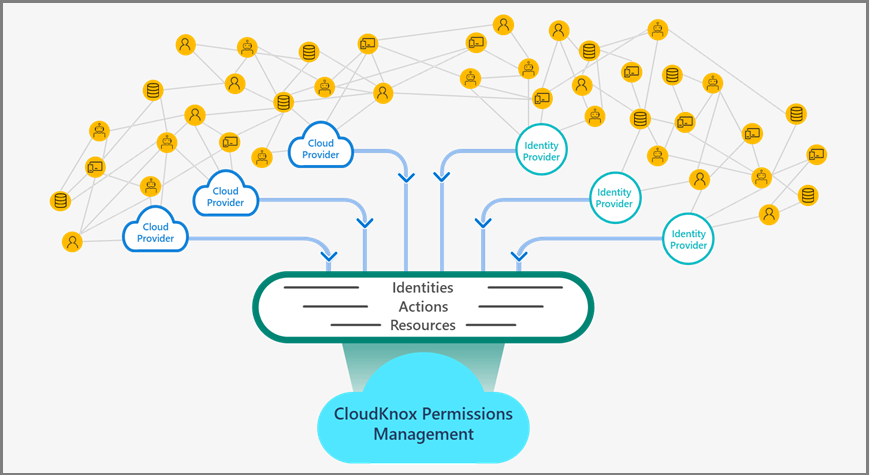 Cloud
Provider
Identity
Provider
Cloud
Provider
Identity
Provider
Cloud
Provider
Identity
Provider
Identities
Actions
Resources
CloudKnox Permissions
Management